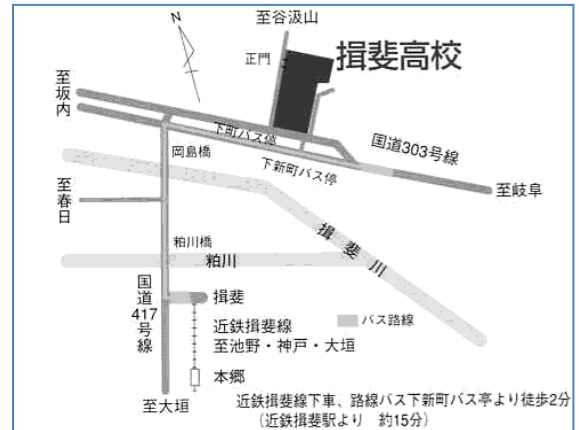 N
至谷汲山
正門
揖斐高校
至坂内
下町バス停
国道303号線
岡島橋
下新町バス停
至岐阜
至春日
揖斐川
粕川橋
粕川
国道417号線
揖斐
バス路線
近鉄揖斐線
至池野・神戸・大垣
本郷
至大垣
近鉄揖斐線下車、路線バス下新町バス亭より徒歩2分
(近鉄揖斐駅より 約15分)